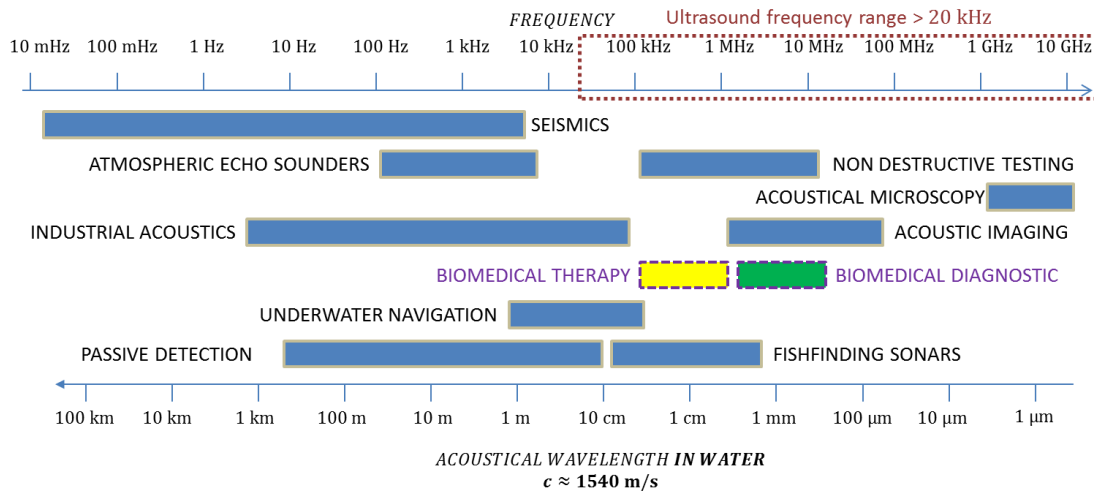 FREQUENCY
Ultrasound frequency range > 20 kHz
10 mHz 100 mHz 1 Hz 10 Hz 100 Hz 1 kHz 10 kHz 100 kHz 1 MHz 10 MHz 100 MHz 1 GHz 10 GHz
SEISMICS
ATMOSPHERIC ECHO SOUNDERS NON DESTRUCTIVE TESTING
ACOUSTICAL MICROSCOPY
INDUSTRIAL ACOUSTICS ACOUSTIC IMAGING
BIOMEDICAL THERAPY BIOMEDICAL DIAGNOSTIC
UNDERWATER NAVIGATION
PASSIVE DETECTION FISHFINDING SONARS
100 km 10 km 1 km 100 m 10 m 1 m 10 cm 1 cm 1 mm 100 μm 10 μm 1 μm
ACOUSTICAL WAVELENGTH IN WATER
c ≈ 1540 m/s